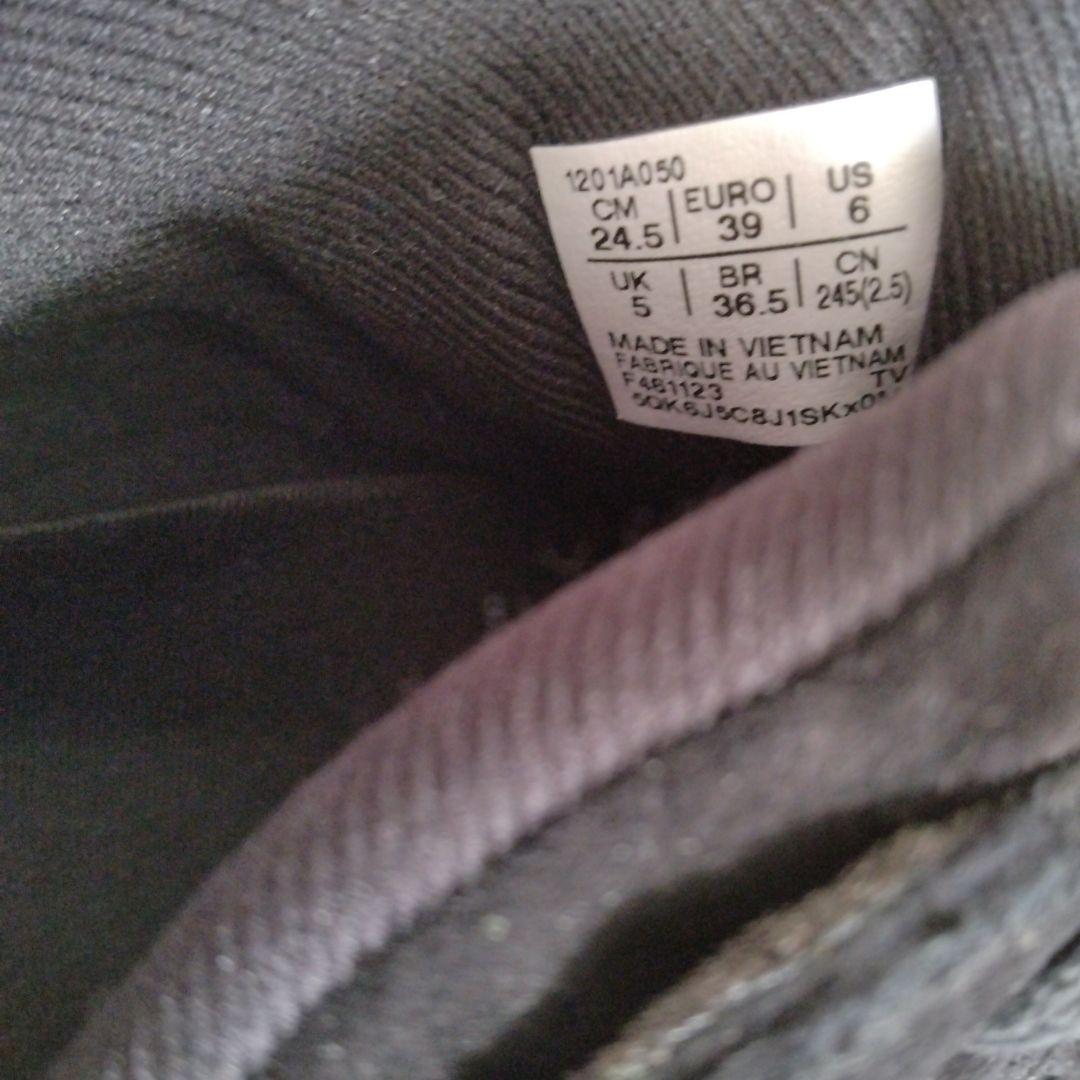 1201A050
CM | EURO | US
24.5 | 39 | 6
UK | BR | CN
5 | 36.5 | 245(2.5)
MADE IN VIETNAM
FABRIQUE AU VIETNAM
F461123 TV